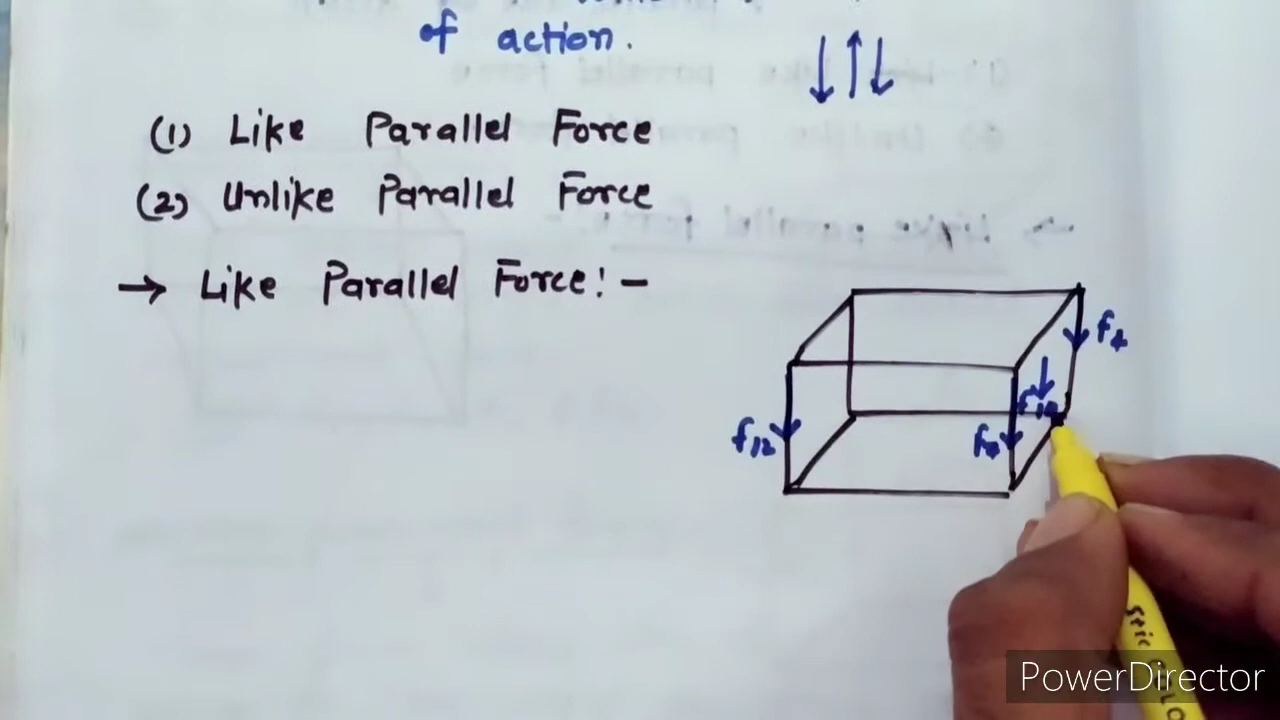 of action.
(1) Like Parallel Force
(2) Unlike Parallel Force
→ Like Parallel Force! -
f4
f12
PowerDirector